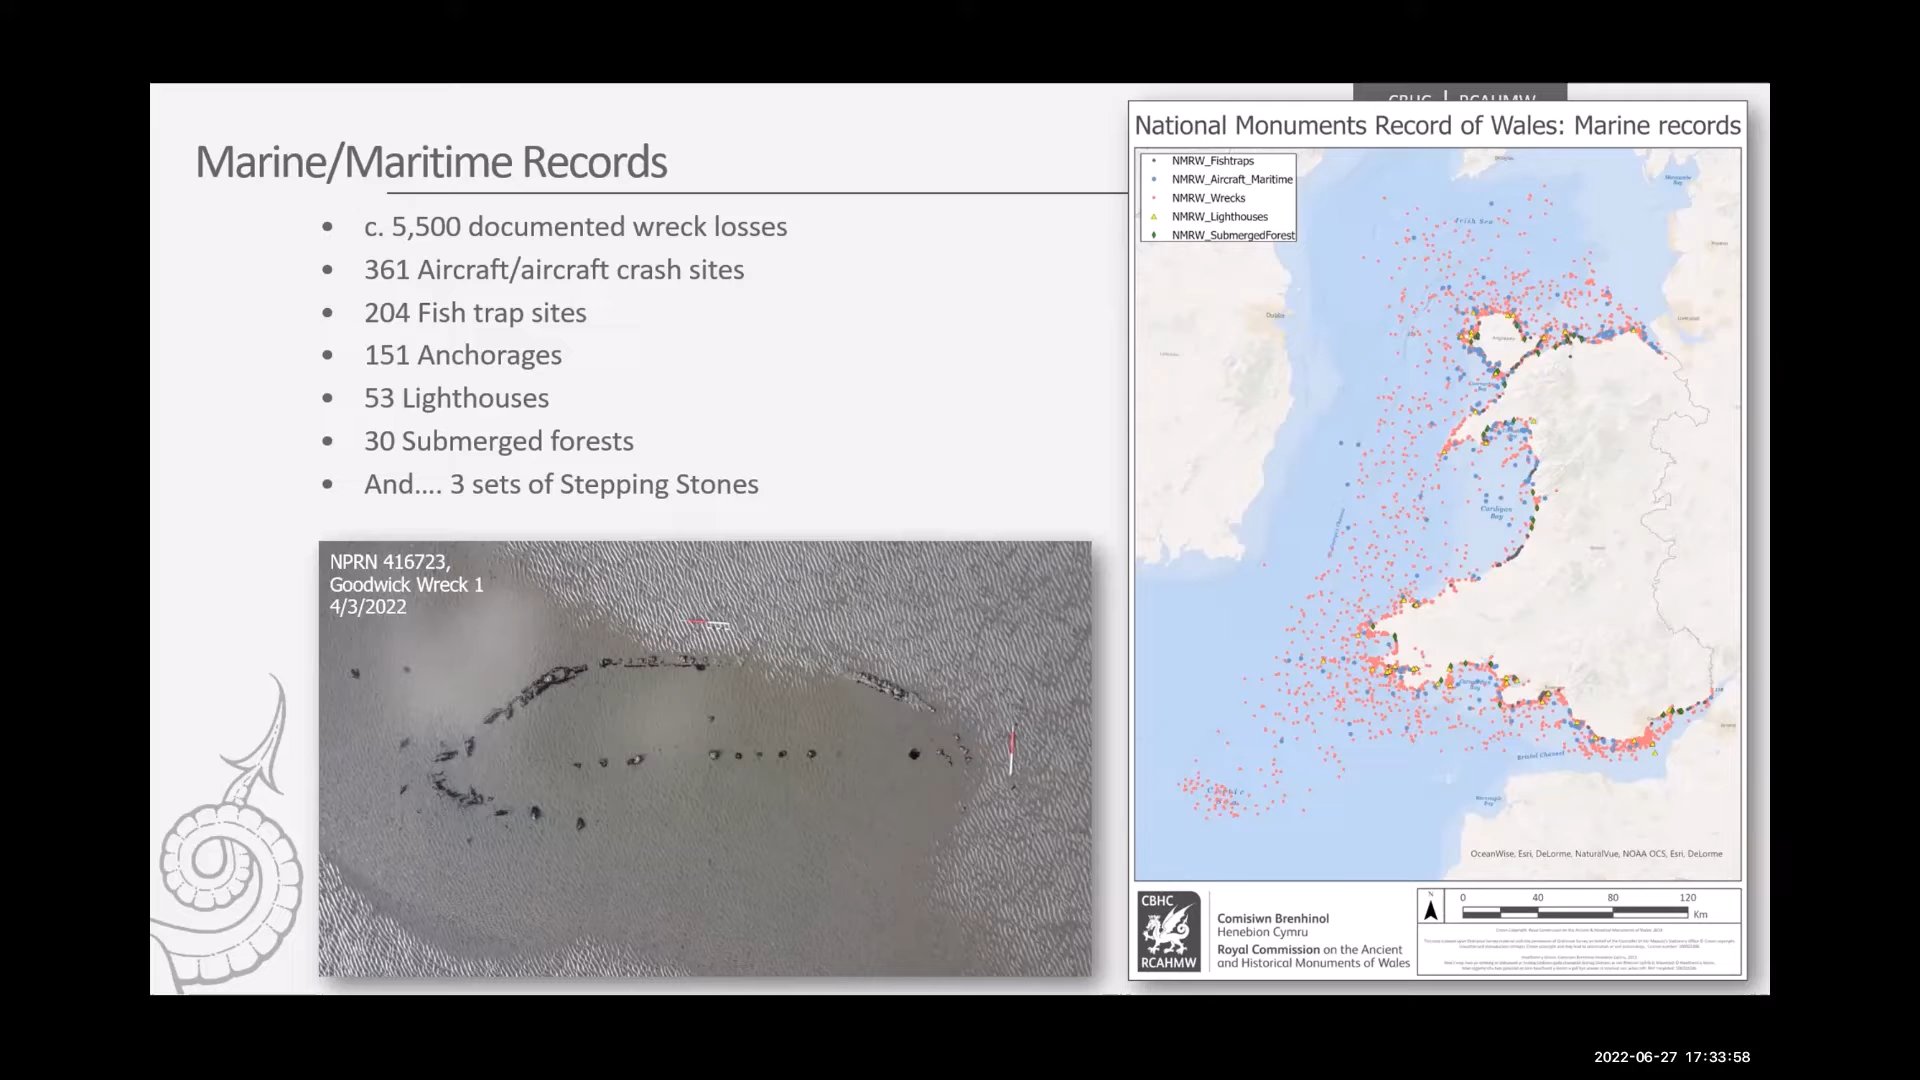 CBHC | RCAHMW
Marine/Maritime Records
• c. 5,500 documented wreck losses
• 361 Aircraft/aircraft crash sites
• 204 Fish trap sites
• 151 Anchorages
• 53 Lighthouses
• 30 Submerged forests
• And.... 3 sets of Stepping Stones
NPRN 416723,
Goodwick Wreck 1
4/3/2022
National Monuments Record of Wales: Marine records
NMRW_Fishtraps
NMRW_Aircraft_Maritime
NMRW_Wrecks
NMRW_Lighthouses
NMRW_SubmergedForest
Irish Sea
Dublin
Anglesey
Cardigan
Bay
Bristol Channel
OceanWise, Esri, DeLorme, NaturalVue, NOAA OCS, Esri, DeLorme
CBHC
RCAHMW
Comisiwn Brenhinol
Henebion Cymru
Royal Commission on the Ancient
and Historical Monuments of Wales
N
0 40 80 120
Km
2022-06-27 17:33:58